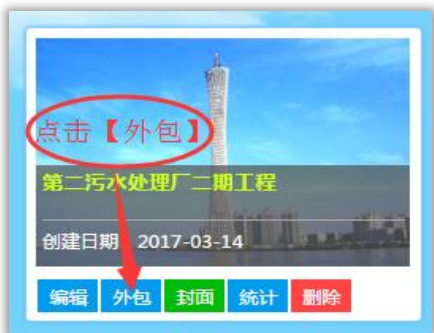 点击【外包】
第二污水处理厂二期工程
创建日期：2017-03-14
编辑 外包 封面 统计 删除